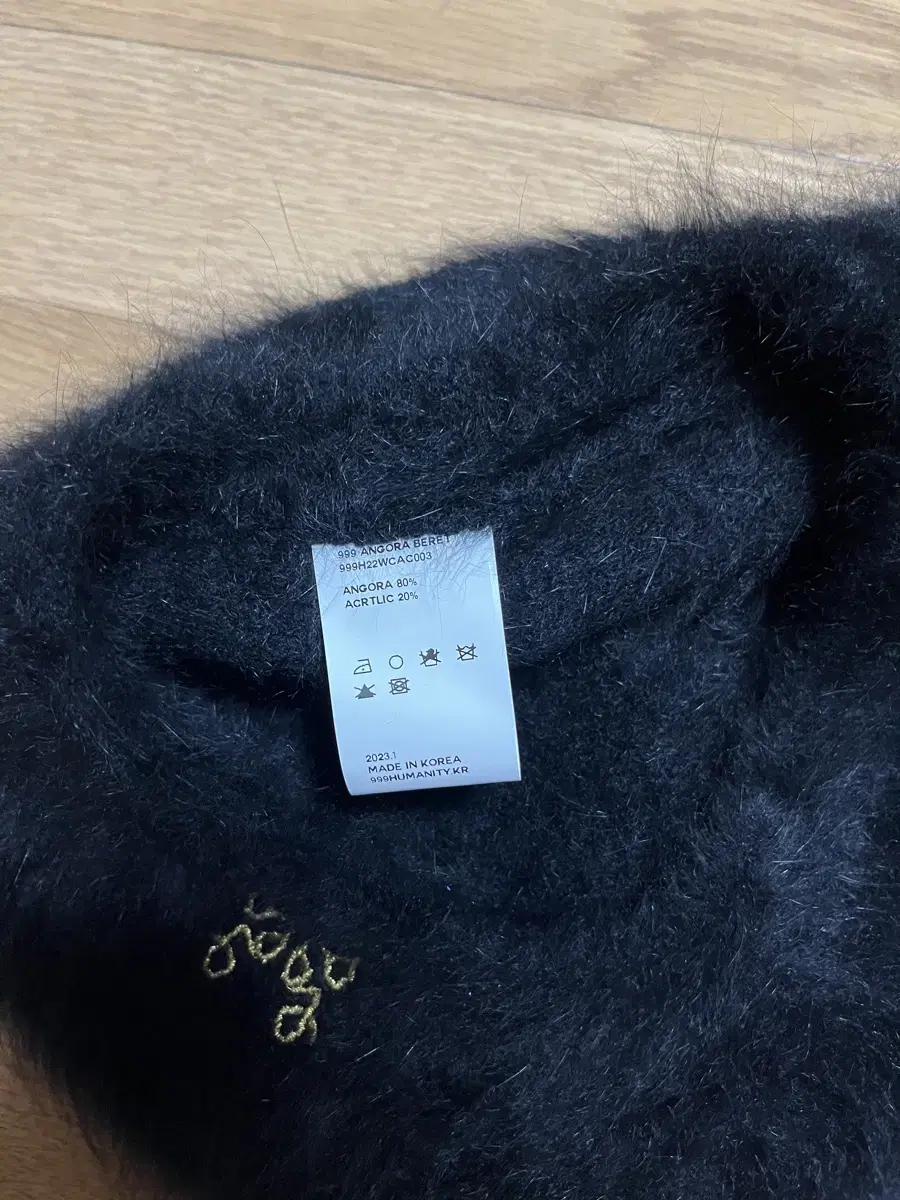 999 ANGORA BERET
999H22WCAC003
ANGORA 80%
ACRTLIC 20%
2023.1
MADE IN KOREA
999HUMANITY.KR